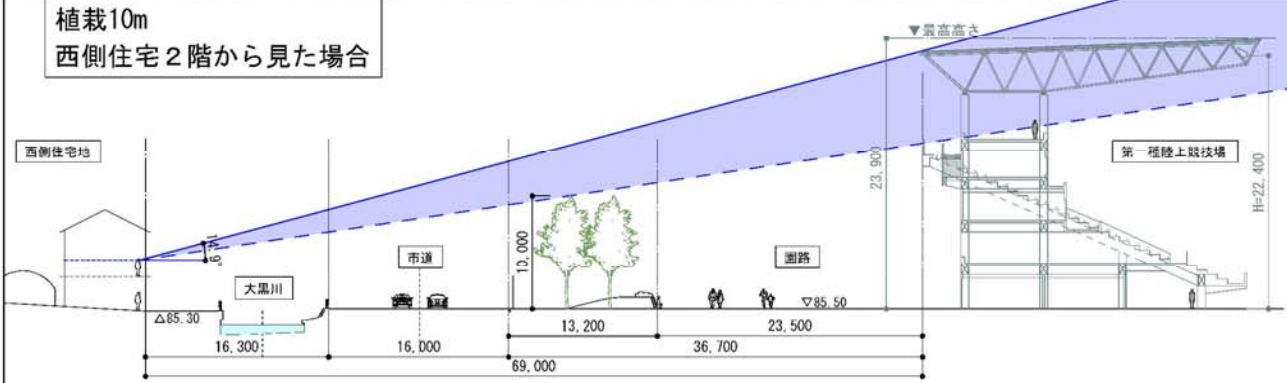 植栽10m
西側住宅２階から見た場合
▼最高高さ
西側住宅地
第一種陸上競技場
23,900
H=22,400
14.9°
10,000
市道
園路
大黒川
△85.30
▽85.50
13,200
23,500
16,300
16,000
36,700
69,000